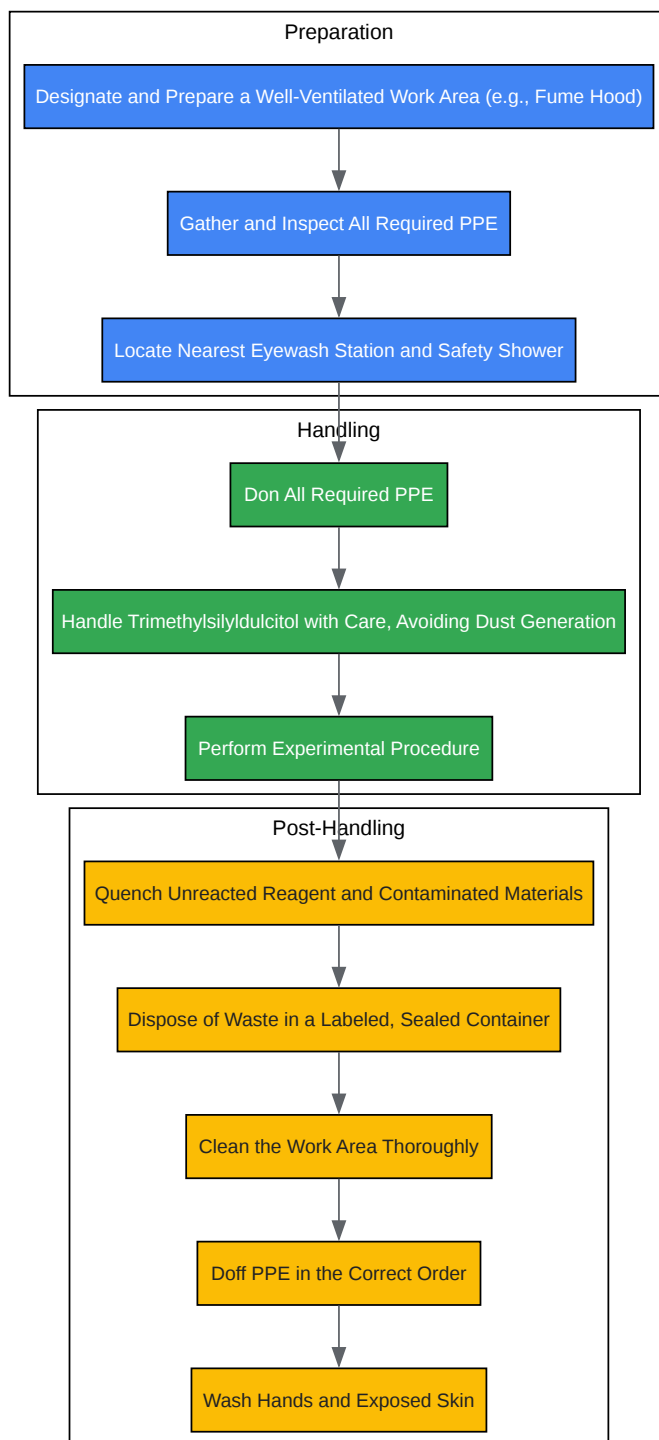 Preparation
Designate and Prepare a Well-Ventilated Work Area (e.g., Fume Hood)
Gather and Inspect All Required PPE
Locate Nearest Eyewash Station and Safety Shower
Handling
Don All Required PPE
Handle Trimethylsilyldulcitol with Care, Avoiding Dust Generation
Perform Experimental Procedure
Post-Handling
Quench Unreacted Reagent and Contaminated Materials
Dispose of Waste in a Labeled, Sealed Container
Clean the Work Area Thoroughly
Doff PPE in the Correct Order
Wash Hands and Exposed Skin